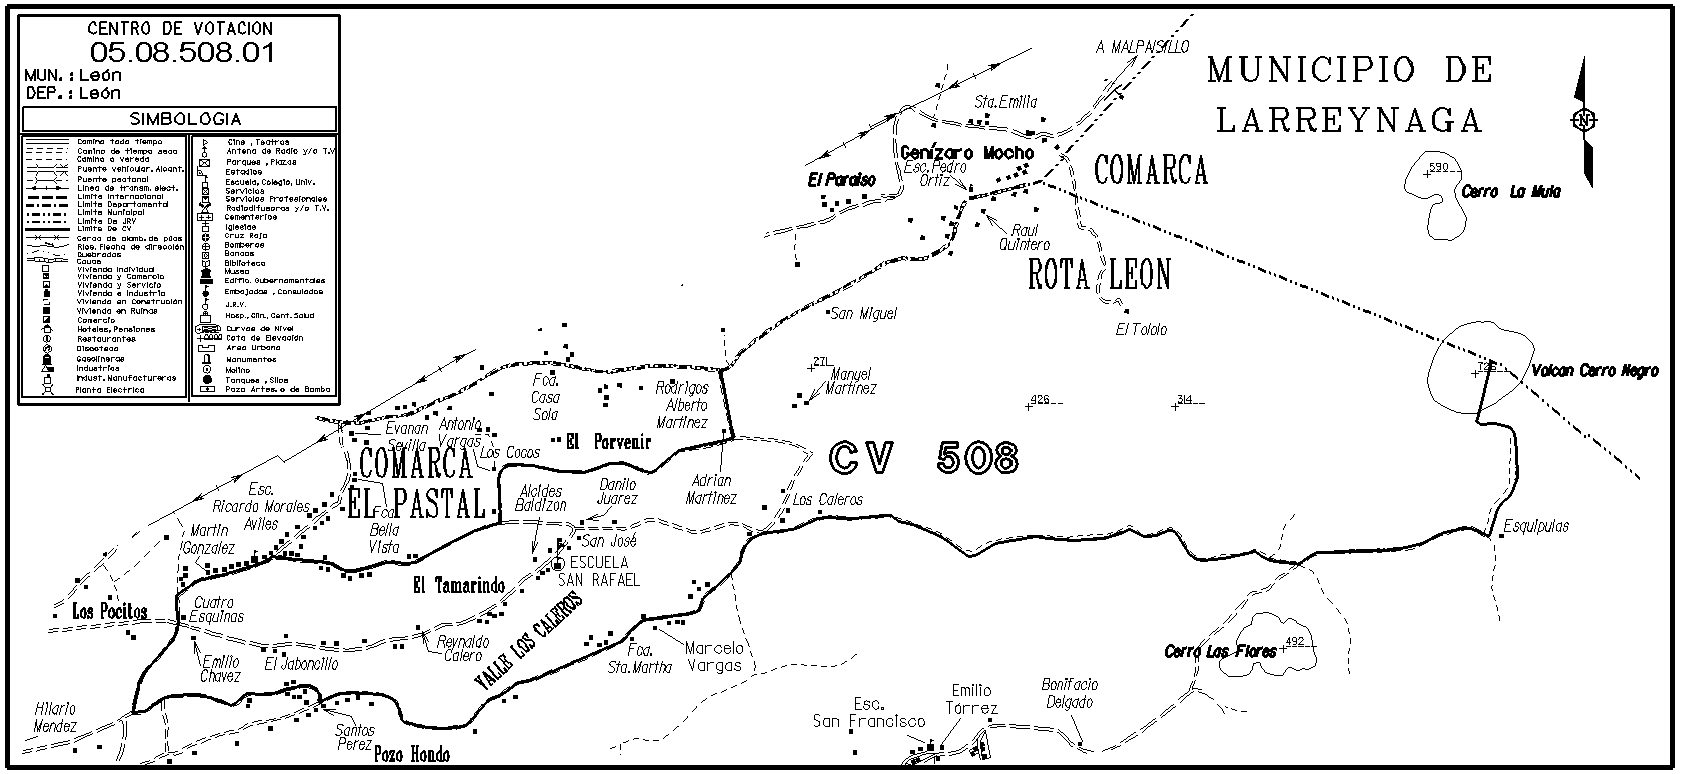 CENTRO DE VOTACION
05.08.508.01
MUN.: León
DEP.: León
SIMBOLOGIA
Camino todo tiempo
Camino de tiempo seco
Camino o vereda
Puente vehicular. Alcant.
Puente peatonal
Linea de transm. elect.
Limite Internacional
Limite Departamental
Limite Municipal
Limite De JRV
Limite De CV
Cerca de alamb. de púas
Rios, Flecha de dirección
Quebradas
Cauce
Vivienda Individual
Vivienda y Comercio
Vivienda y Servicio
Vivienda e Industria
Vivienda en Construción
Vivienda en Ruinas
Comercio
Hoteles, Pensiones
Restaurantes
Discoteca
Gasolineras
Industrias
Indust. Manufactureras
Planta Electrica
Cine , Teatros
Antena de Radio y/o T.V
Parques , Plazas
Estadios
Escuela, Colegio, Univ.
Servicios
Servicios Profesionales
Radiodifusoras y/o T.V.
Cementerios
Iglesias
Cruz Roja
Bomberos
Bancos
Biblioteca
Museo
Edific. Gubernamentales
Embajadas , Consulados
J.R.V.
Hosp., Clin., Cent. Salud
Curvas de Nivel
Cota de Elevación
Area Urbana
Monumentos
Molino
Tanques , Silos
Pozo Artes. o de Bomba
A MALPAISILLO
MUNICIPIO DE
LARREYNAGA
N
Sta. Emilia
Genízaro Mocho
Esc. Pedro
Ortiz
El Paraiso
COMARCA
ROTA LEON
Raul
Quintero
590
Cerro La Mula
San Miguel
El Tololo
271
Manuel
Martínez
426
314
Volcan Cerro Negro
Fca.
Casa
Sola
Rodrigos
Alberto
Martínez
Evanan
Sevilla
Antonio
Vargas
El Porvenir
Los Cocos
COMARCA
EL PASTAL
CV 508
Esc.
Ricardo Morales
Aviles
Fca.
Bella
Vista
Alcides
Baldizon
Danilo
Juarez
Adrian
Martínez
Los Caleros
Martin
Gonzalez
San José
ESCUELA
SAN RAFAEL
Esquipulas
El Tamarindo
Los Pocitos
Cuatro
Esquinas
VALLE LOS CALEROS
Reynaldo
Calero
Emilio
Chavez
El Jaboncillo
Fca.
Sta. Martha
Marcelo
Vargas
492
Cerro Las Flores
Hilario
Mendez
Santos
Perez
Pozo Hondo
Esc.
San Francisco
Emilio
Tórrez
Bonifacio
Delgado